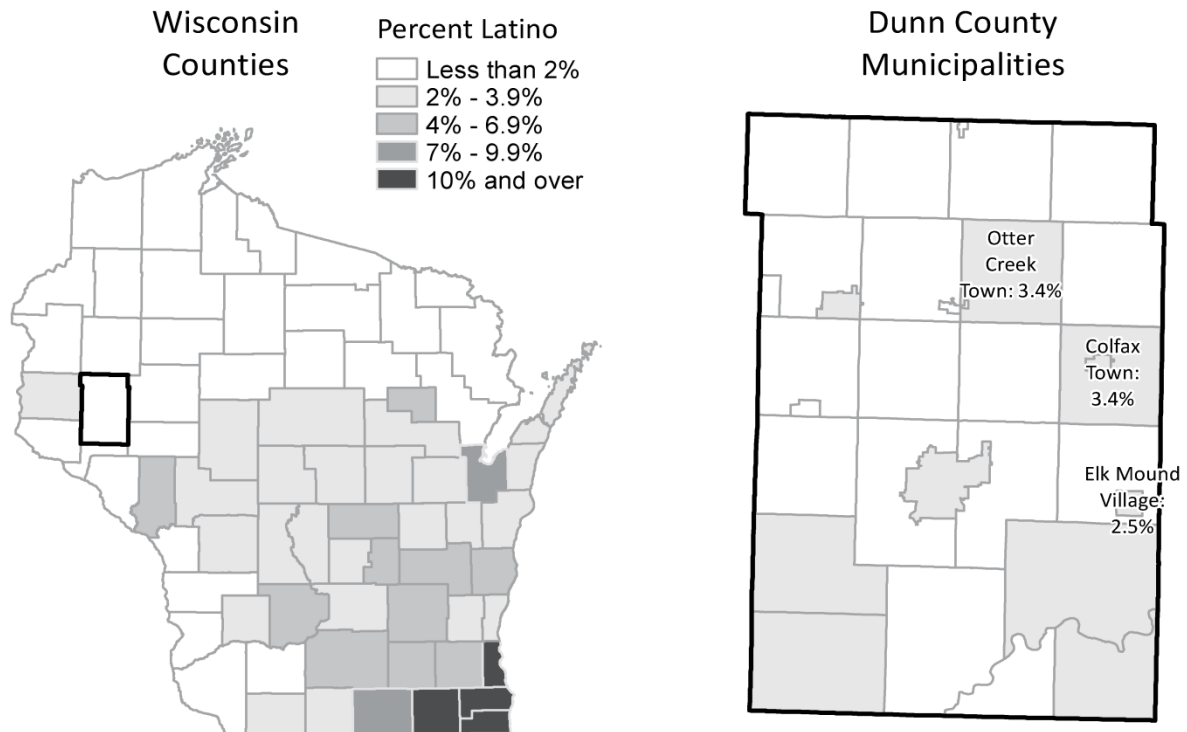 Wisconsin
Counties
Percent Latino
Less than 2%
2% - 3.9%
4% - 6.9%
7% - 9.9%
10% and over
Dunn County
Municipalities
Otter
Creek
Town: 3.4%
Colfax
Town:
3.4%
Elk Mound
Village:
2.5%